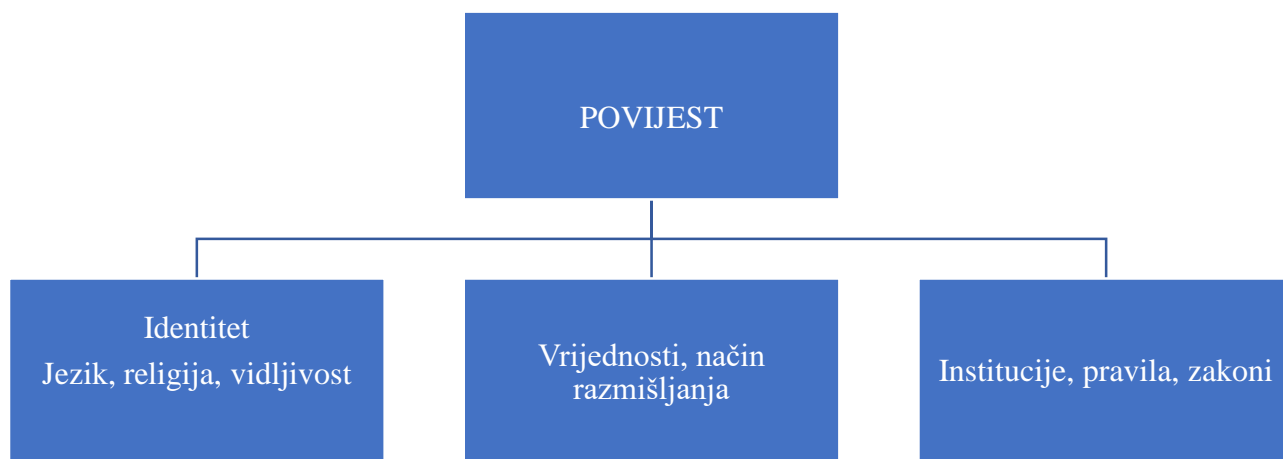 POVIJEST
Identitet
Jezik, religija, vidljivost
Vrijednosti, način
razmišljanja
Institucije, pravila, zakoni